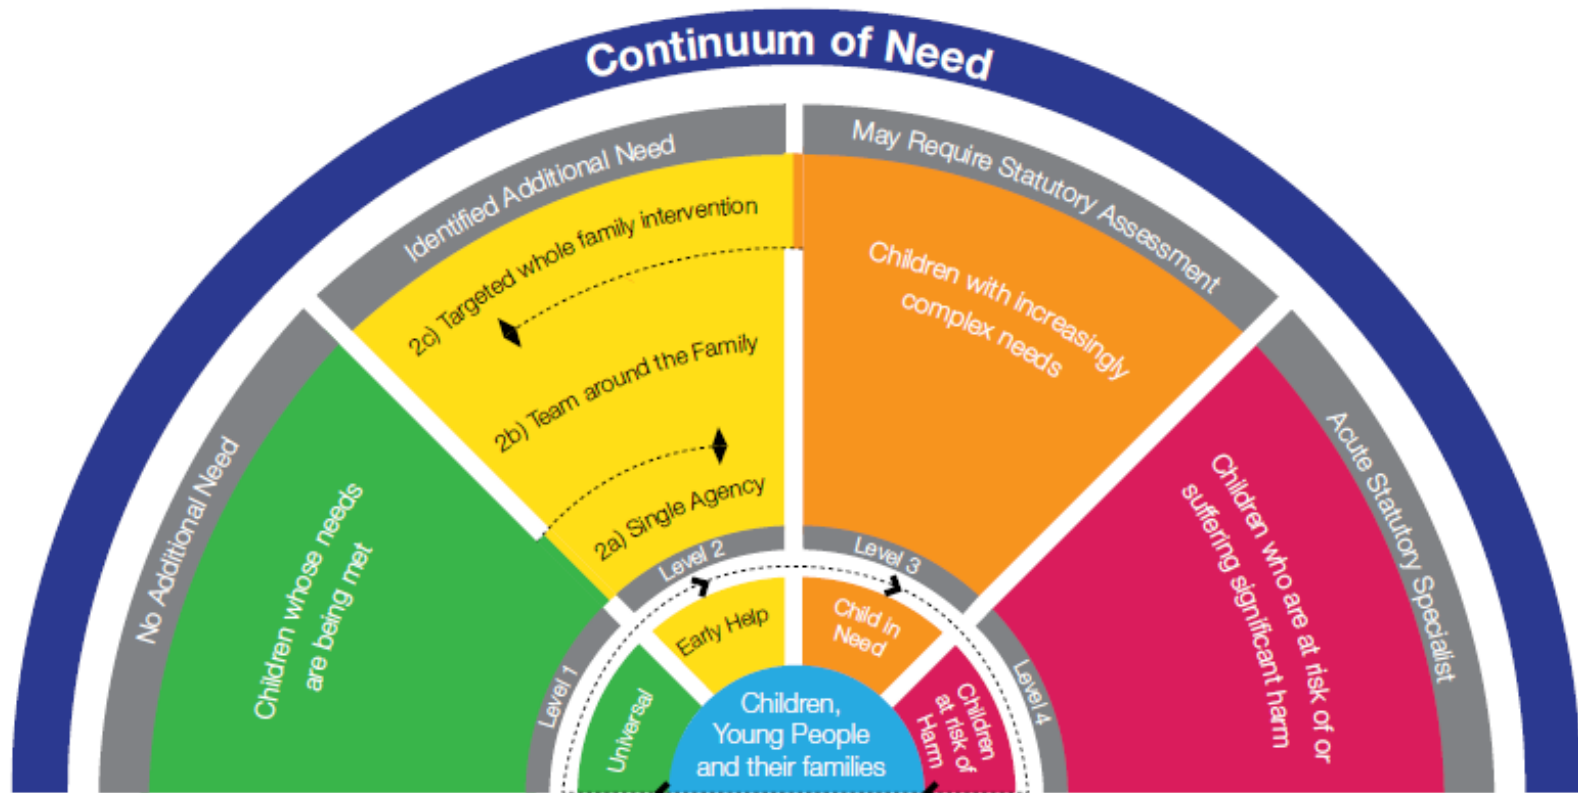 Continuum of Need
No Additional Need
Identified Additional Need
May Require Statutory Assessment
Acute Statutory Specialist
Children whose needs
are being met
2c) Targeted whole family intervention
2b) Team around the Family
2a) Single Agency
Children with increasingly
complex needs
Children who are at risk of or
suffering significant harm
Level 1
Level 2
Level 3
Level 4
Universal
Early Help
Child in
Need
Children
at risk of
Harm
Children,
Young People
and their families